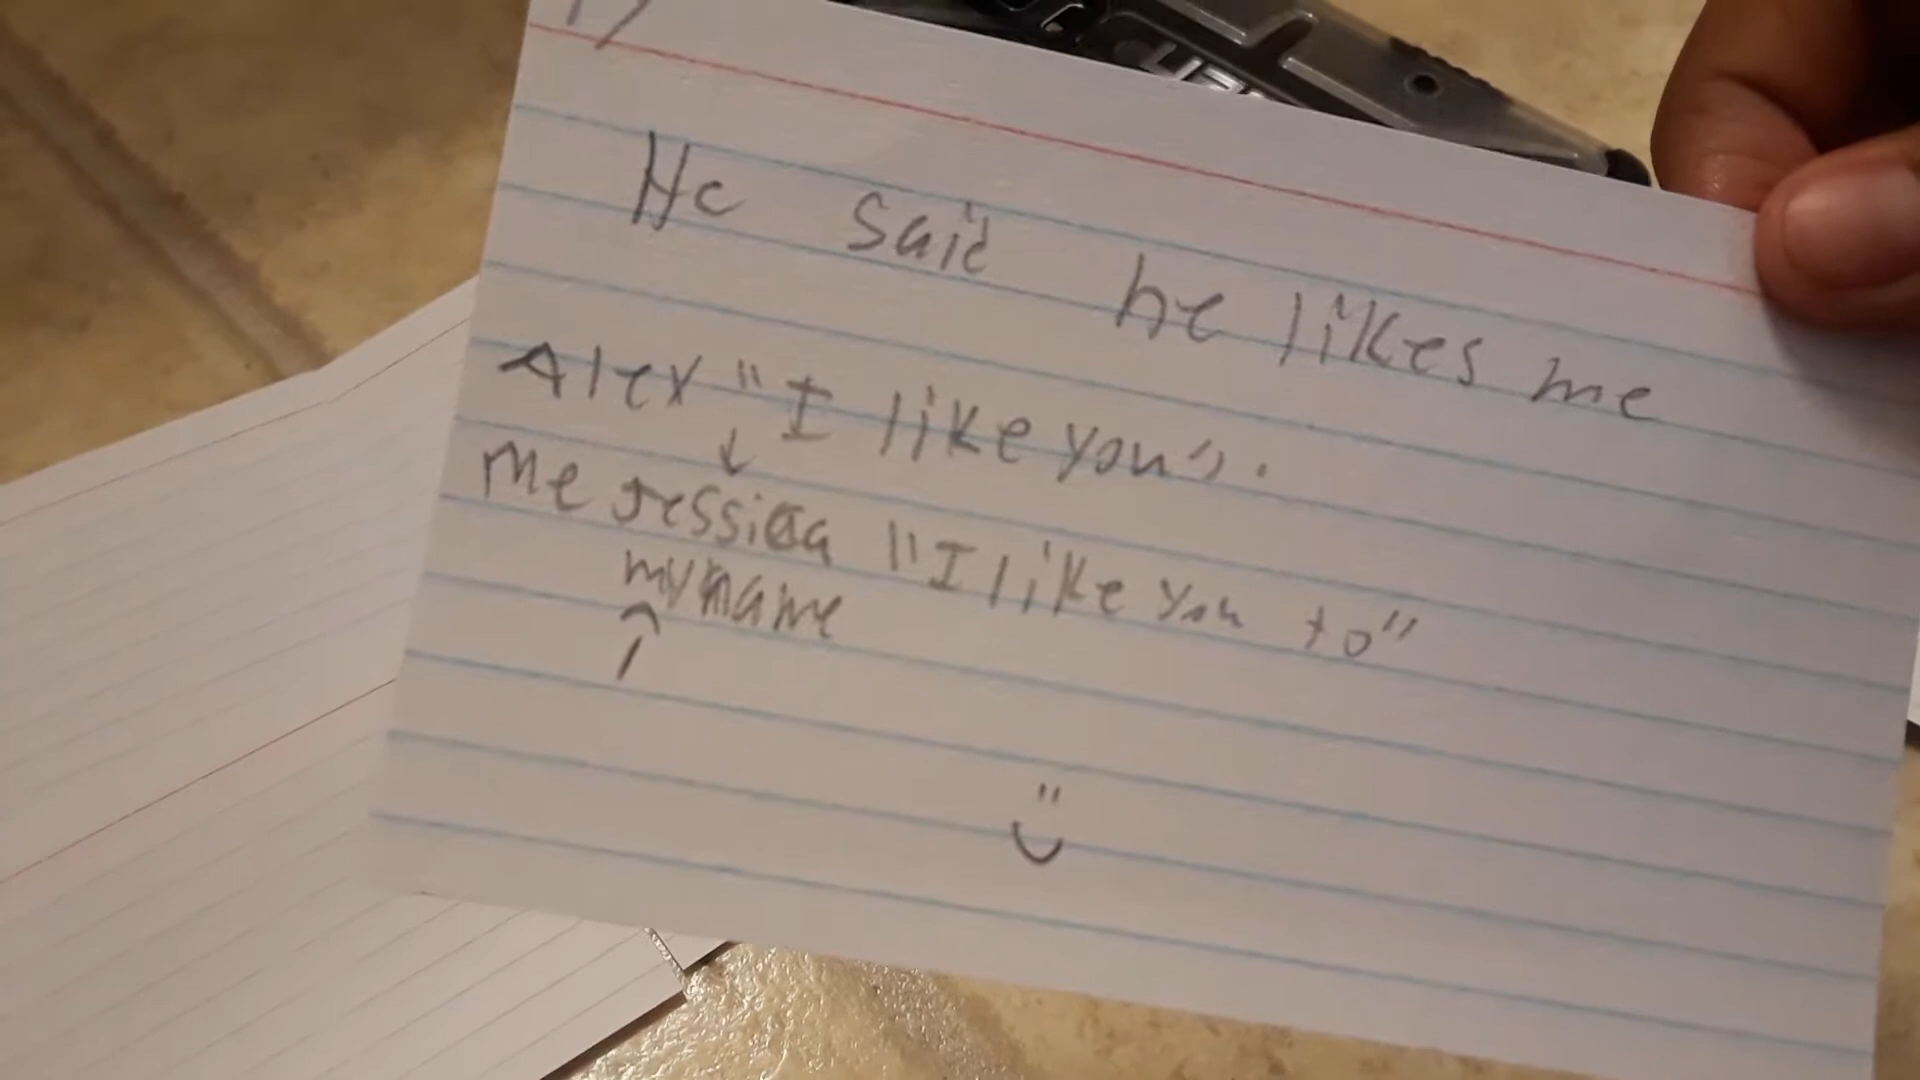 He said he likes me
Alex "I like you".
Me Jessica "I like you to"
my name